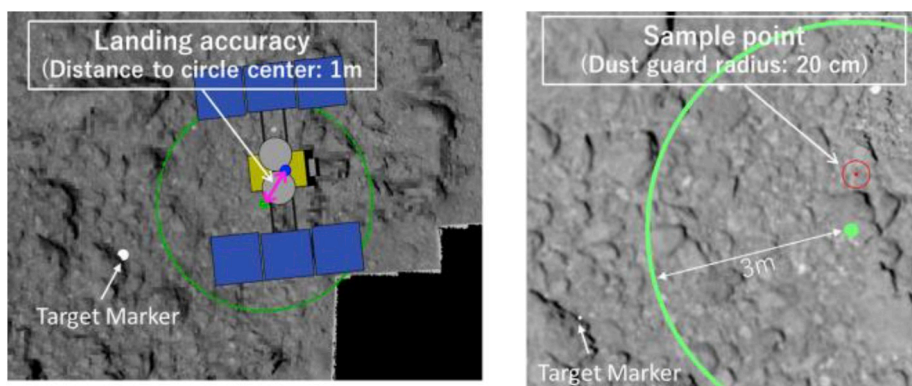 Landing accuracy
(Distance to circle center: 1m
Target Marker
Sample point
(Dust guard radius: 20 cm)
3m
Target Marker